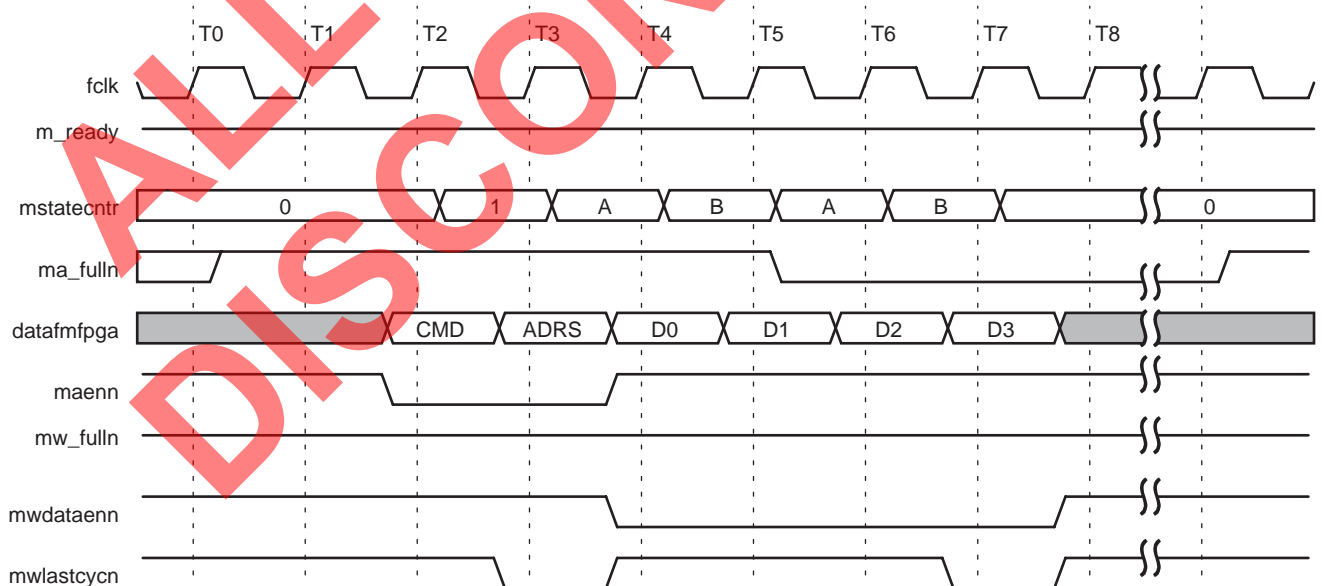 T0 T1 T2 T3 T4 T5 T6 T7 T8
fclk
m_ready
mstatecntr 0 1 A B A B 0
ma_fulln
datafmfpga CMD ADRS D0 D1 D2 D3
maenn
mw_fulln
mwdataenn
mwlastcycn
ALL
DISCON